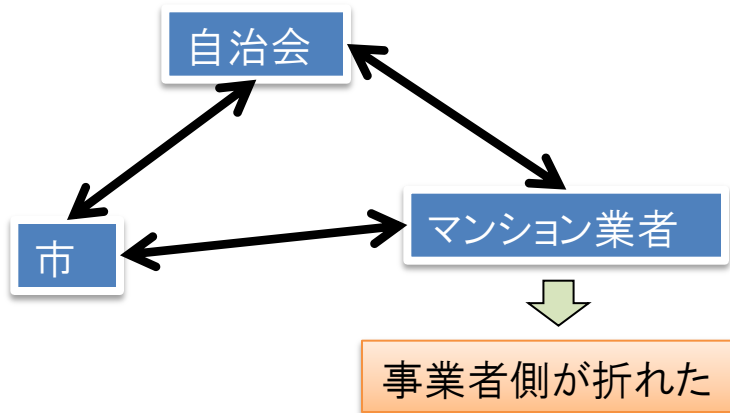 自治会
マンション業者
市
事業者側が折れた